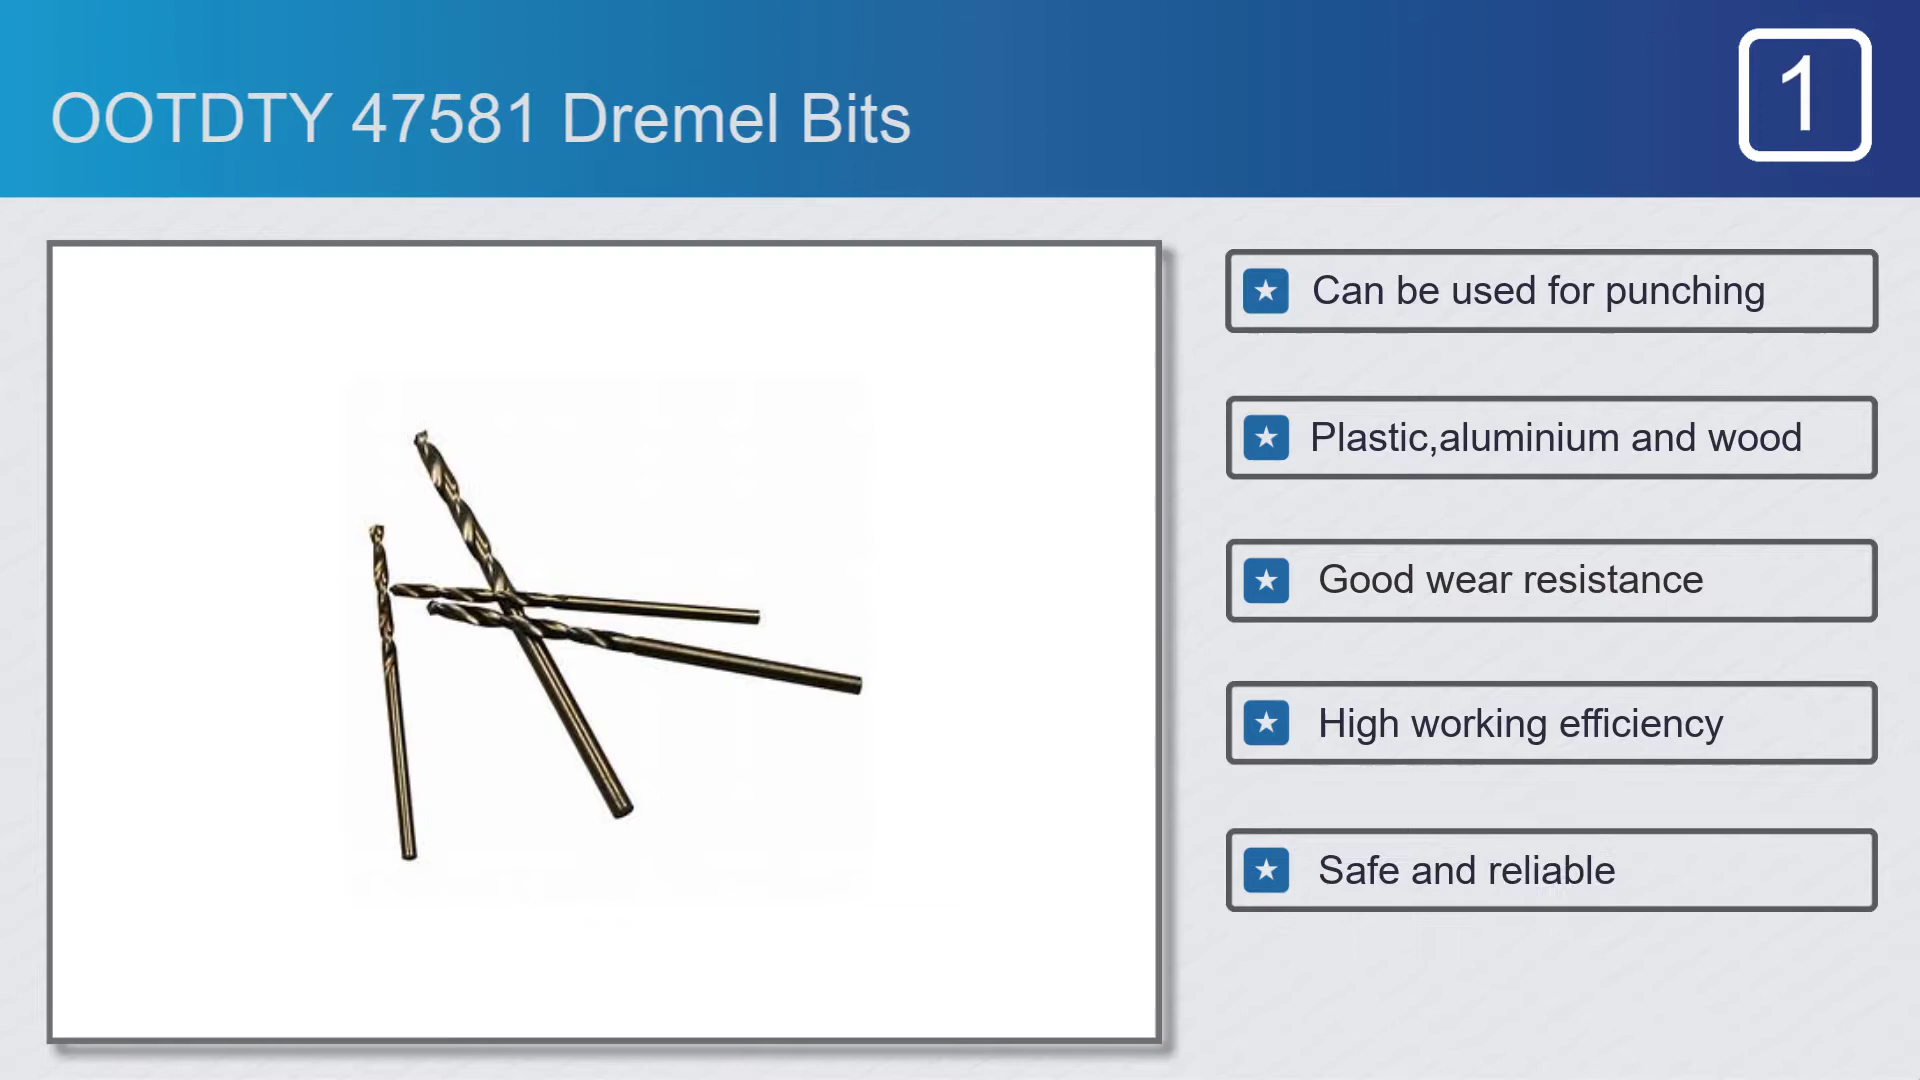 OOTDTY 47581 Dremel Bits
1
Can be used for punching
Plastic,aluminium and wood
Good wear resistance
High working efficiency
Safe and reliable